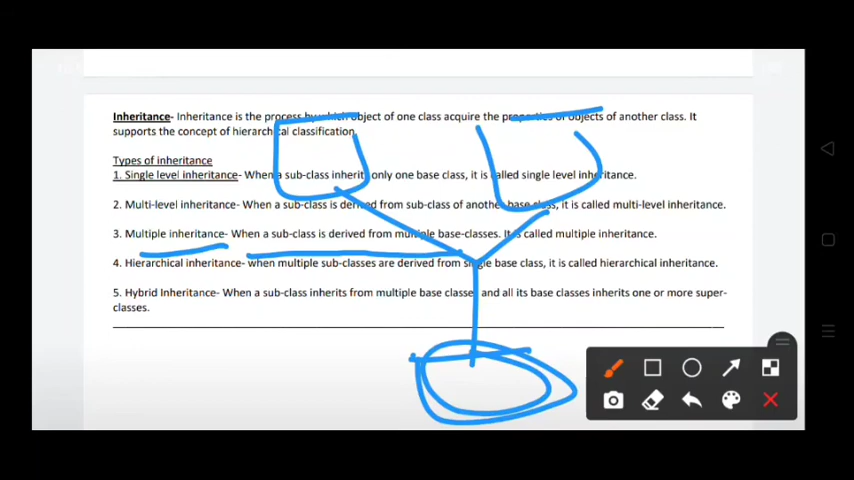 Inheritance- Inheritance is the process by which object of one class acquire the properties of objects of another class. It
supports the concept of hierarchical classification.
Types of inheritance
1. Single level inheritance- When a sub-class inherits only one base class, it is called single level inheritance.
2. Multi-level inheritance- When a sub-class is derived from sub-class of another base class, it is called multi-level inheritance.
3. Multiple inheritance- When a sub-class is derived from multiple base-classes. It is called multiple inheritance.
4. Hierarchical inheritance- when multiple sub-classes are derived from single base class, it is called hierarchical inheritance.
5. Hybrid Inheritance- When a sub-class inherits from multiple base classes and all its base classes inherits one or more super-
classes.